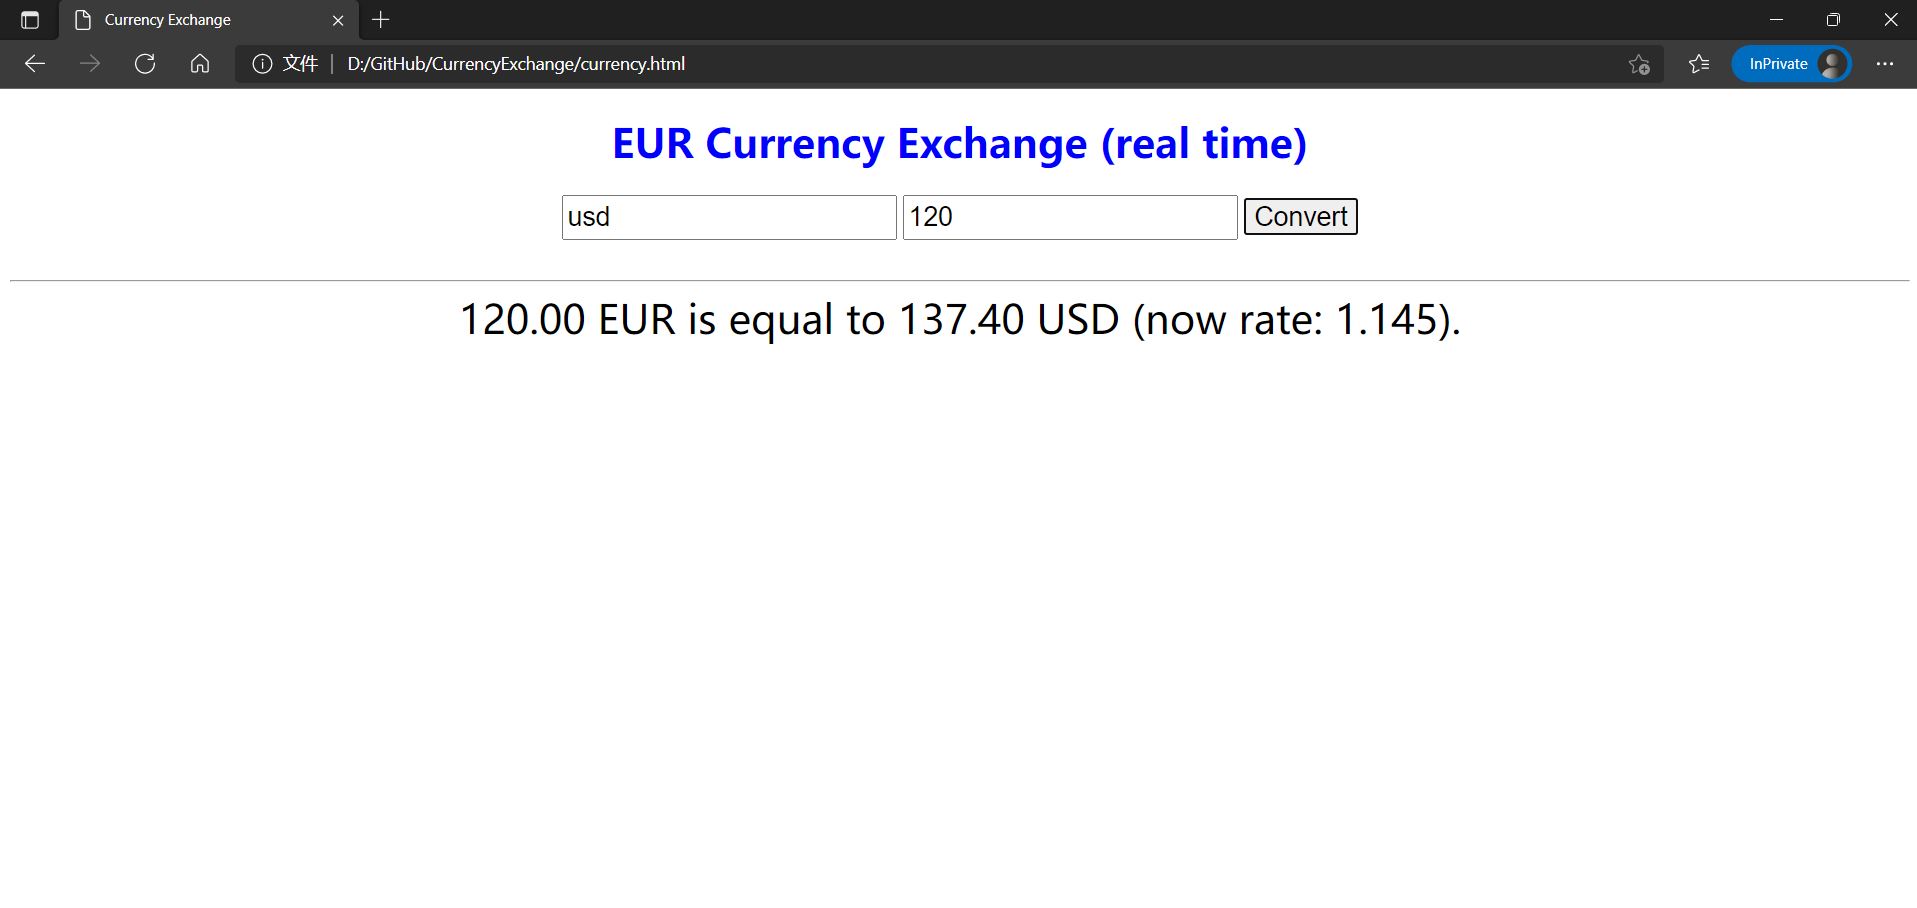 Currency Exchange
文件 D:/GitHub/CurrencyExchange/currency.html InPrivate
EUR Currency Exchange (real time)
usd 120 Convert
120.00 EUR is equal to 137.40 USD (now rate: 1.145).